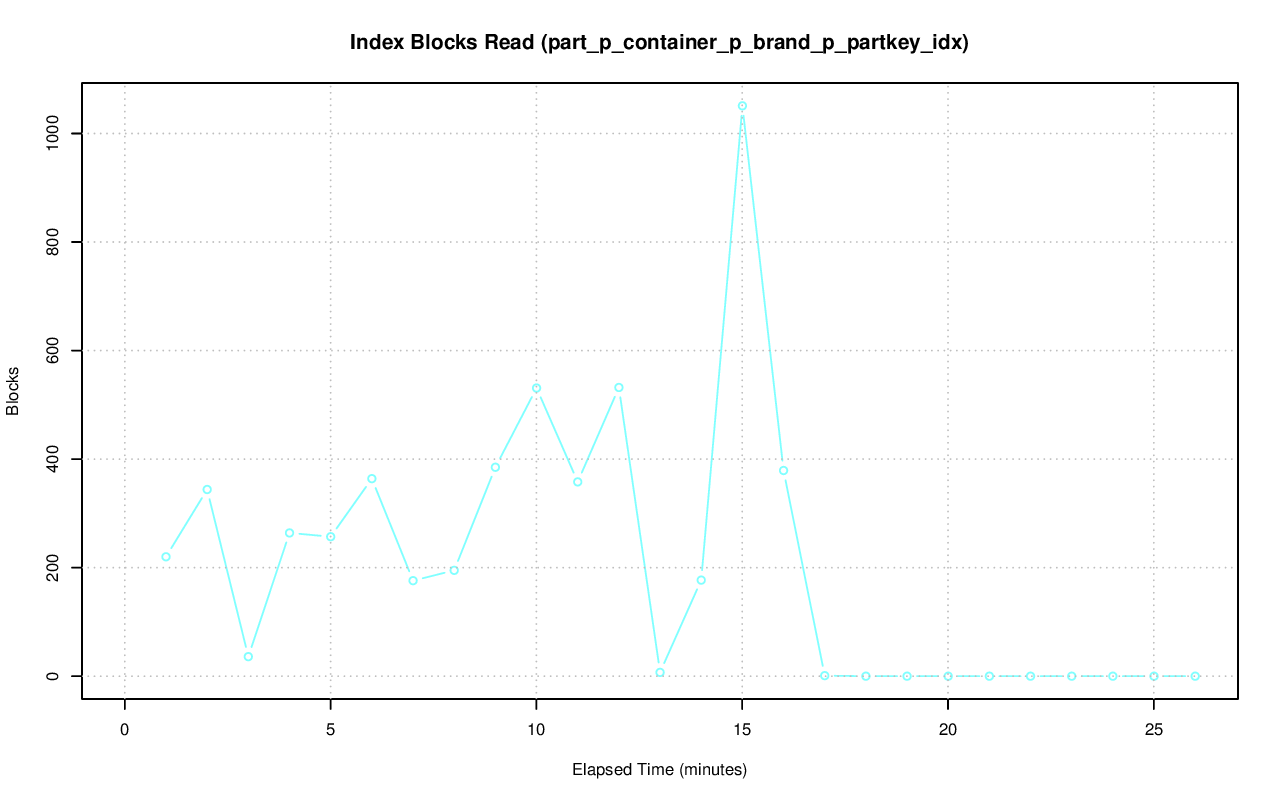 Index Blocks Read (part_p_container_p_brand_p_partkey_idx)
1000
800
600
400
200
0
Blocks
0 5 10 15 20 25
Elapsed Time (minutes)